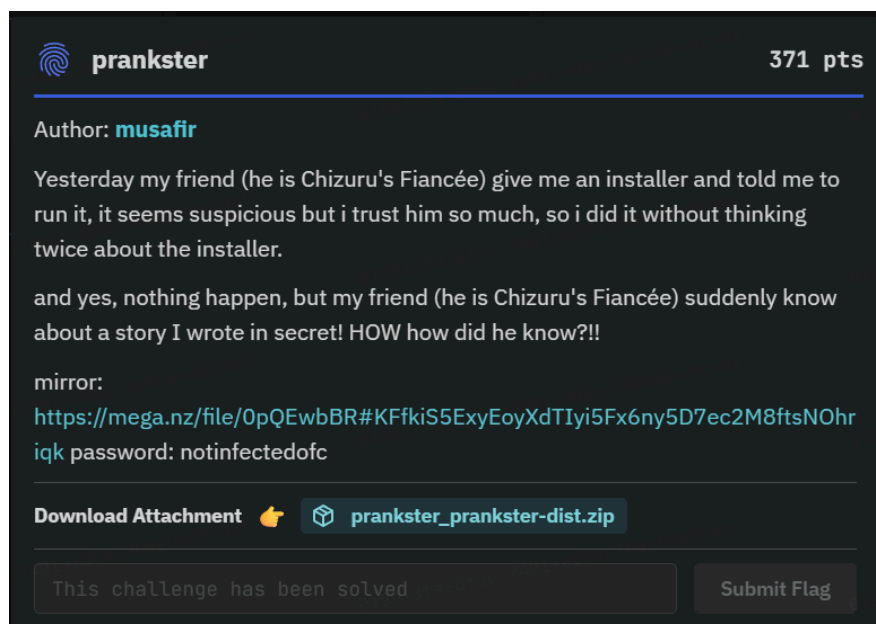 prankster
371 pts
Author: musafir
Yesterday my friend (he is Chizuru's Fiancée) give me an installer and told me to
run it, it seems suspicious but i trust him so much, so i did it without thinking
twice about the installer.
and yes, nothing happen, but my friend (he is Chizuru's Fiancée) suddenly know
about a story I wrote in secret! HOW how did he know?!!
mirror:
https://mega.nz/file/0pQEwbBR#KFfkiS5ExyEoyXdTIyi5Fx6ny5D7ec2M8ftsNOhr
iqk password: notinfectedofc
Download Attachment 👉 prankster_prankster-dist.zip
This challenge has been solved
Submit Flag